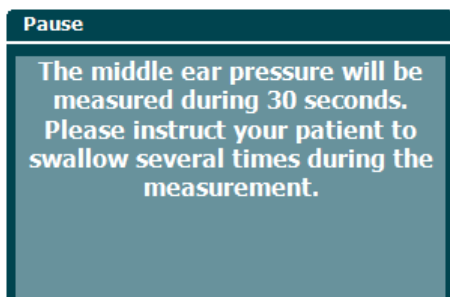 Pause
The middle ear pressure will be
measured during 30 seconds.
Please instruct your patient to
swallow several times during the
measurement.